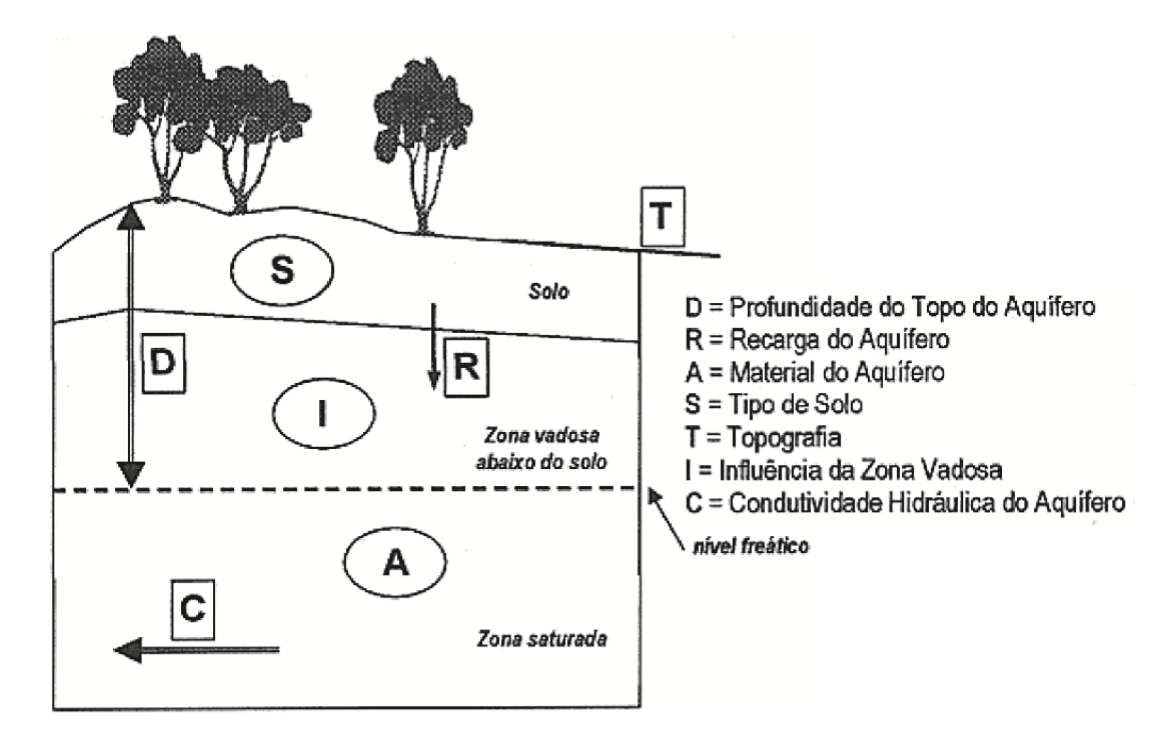 T
S
Solo
D
R
I
Zona vadosa
abaixo do solo
A
C
Zona saturada
D = Profundidade do Topo do Aquífero
R = Recarga do Aquífero
A = Material do Aquífero
S = Tipo de Solo
T = Topografia
I = Influência da Zona Vadosa
C = Condutividade Hidráulica do Aquífero
nível freático